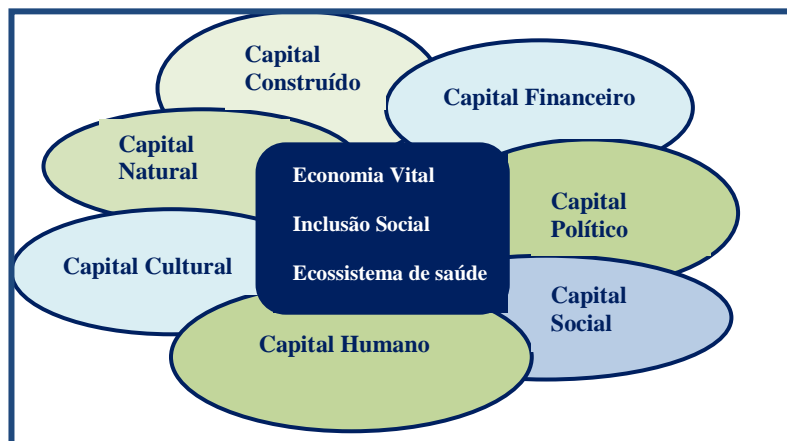 Capital
Construído
Capital Financeiro
Capital
Natural
Economia Vital
Inclusão Social
Ecossistema de saúde
Capital
Político
Capital Cultural
Capital
Social
Capital Humano